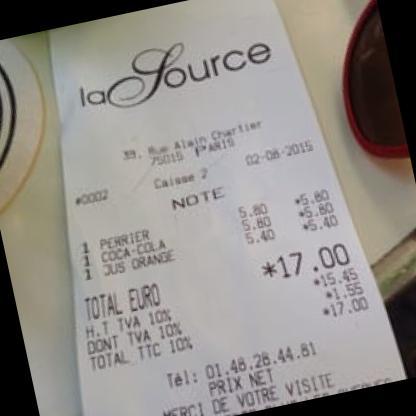 la Source
39, Rue Alain Chartier
75015 PARIS
02-08-2015
#0002 Caisse 2
NOTE
1 PERRIER 5.80 *5.80
1 COCA-COLA 5.80 *5.80
1 JUS ORANGE 5.40 *5.40
TOTAL EURO *17.00
H.T TVA 10% *15.45
DONT TVA 10% *1.55
TOTAL TTC 10% *17.00
Tél: 01.48.28.44.81
PRIX NET
MERCI DE VOTRE VISITE